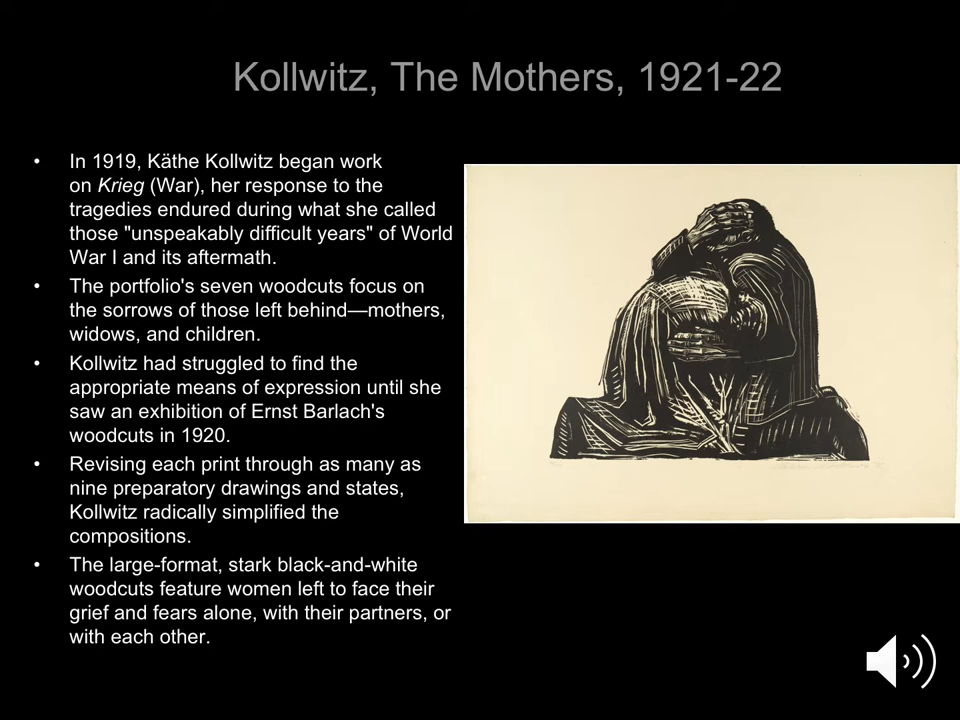 Kollwitz, The Mothers, 1921-22
• In 1919, Käthe Kollwitz began work
on Krieg (War), her response to the
tragedies endured during what she called
those "unspeakably difficult years" of World
War I and its aftermath.
• The portfolio's seven woodcuts focus on
the sorrows of those left behind—mothers,
widows, and children.
• Kollwitz had struggled to find the
appropriate means of expression until she
saw an exhibition of Ernst Barlach's
woodcuts in 1920.
• Revising each print through as many as
nine preparatory drawings and states,
Kollwitz radically simplified the
compositions.
• The large-format, stark black-and-white
woodcuts feature women left to face their
grief and fears alone, with their partners, or
with each other.